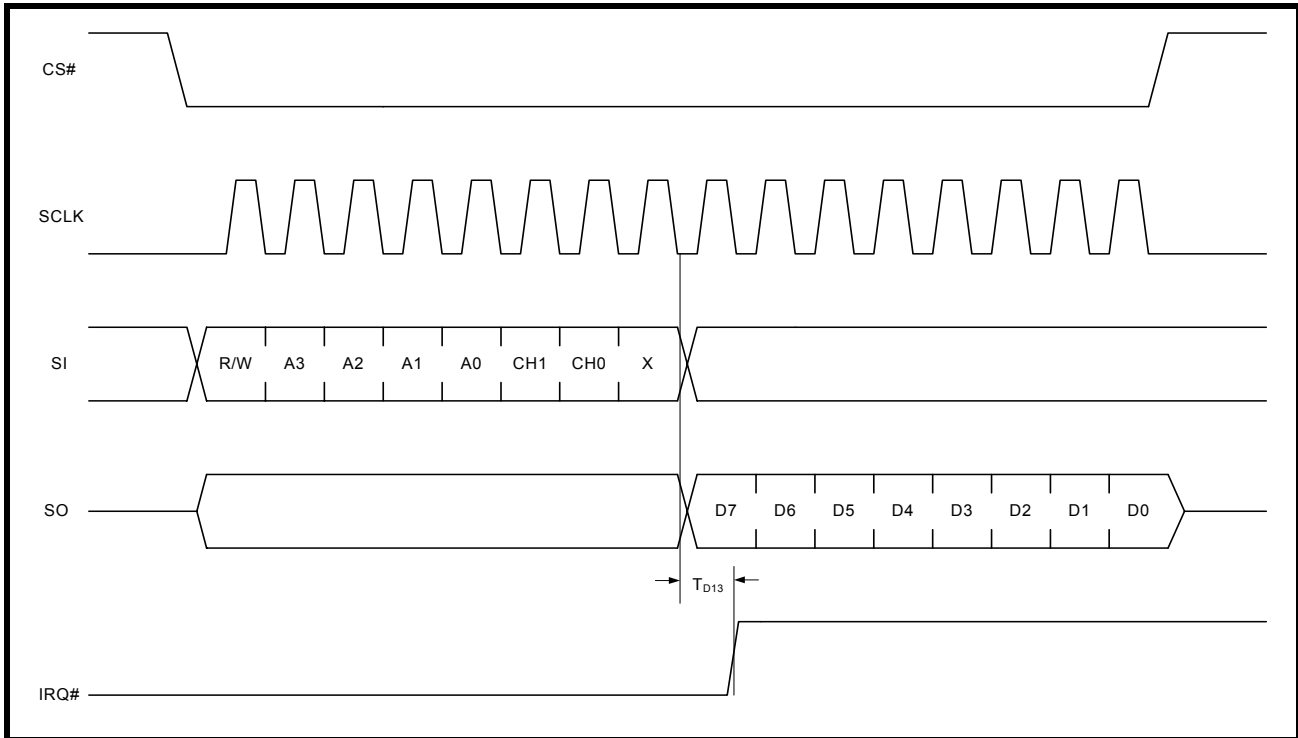 CS#
SCLK
SI
R/W A3 A2 A1 A0 CH1 CH0 X
SO
D7 D6 D5 D4 D3 D2 D1 D0
TD13
IRQ#